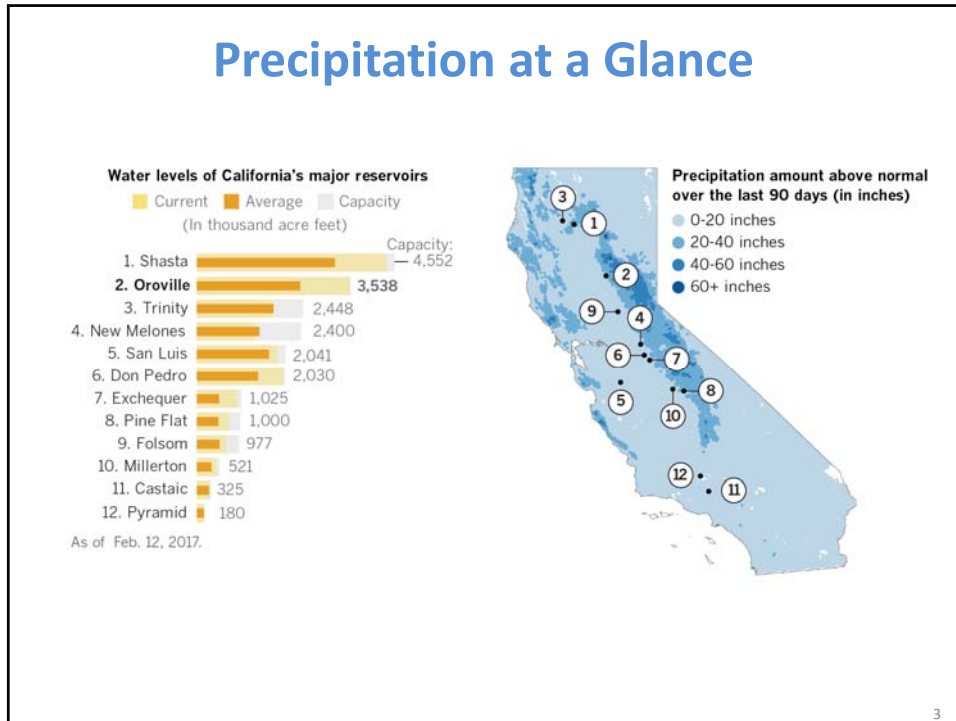 Precipitation at a Glance
Water levels of California's major reservoirs
Current Average Capacity
(In thousand acre feet)
Capacity:
1. Shasta 4,552
2. Oroville 3,538
3. Trinity 2,448
4. New Melones 2,400
5. San Luis 2,041
6. Don Pedro 2,030
7. Exchequer 1,025
8. Pine Flat 1,000
9. Folsom 977
10. Millerton 521
11. Castaic 325
12. Pyramid 180
As of Feb. 12, 2017.
Precipitation amount above normal
over the last 90 days (in inches)
0-20 inches
20-40 inches
40-60 inches
60+ inches
3
1
2
9
4
6
7
5
10
8
12
11
3